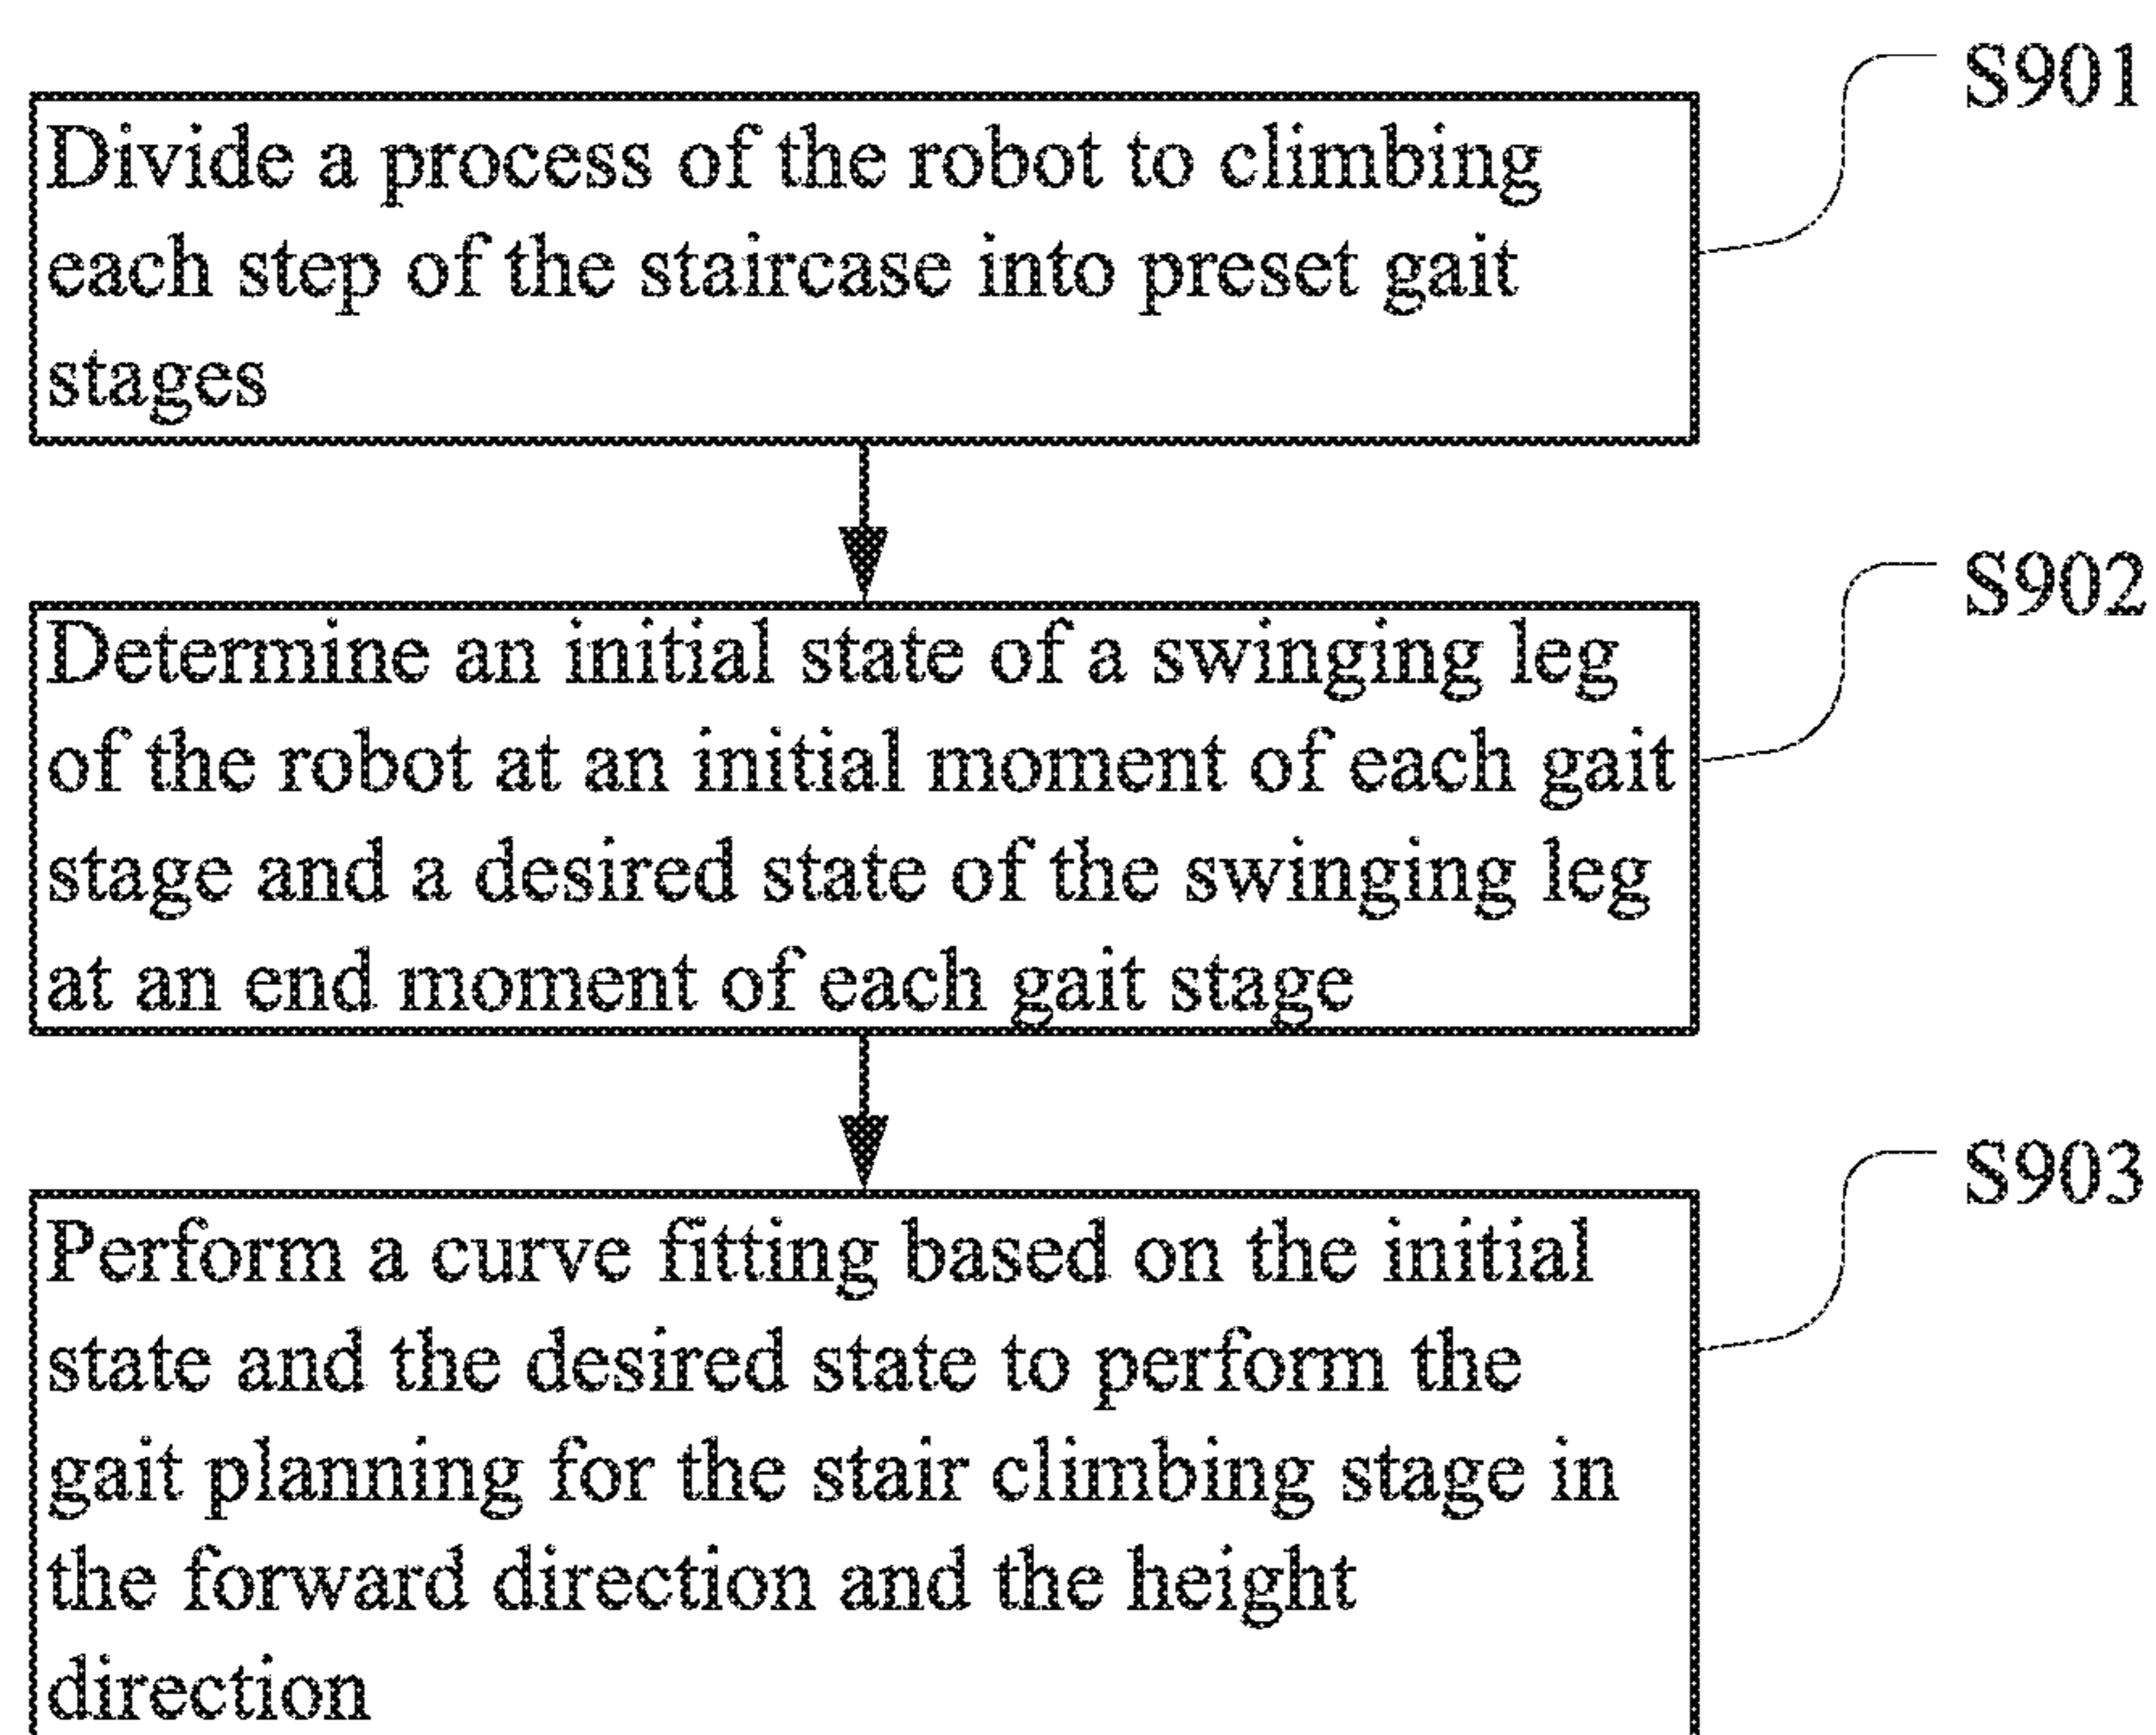 S901
Divide a process of the robot to climbing
each step of the staircase into preset gait
stages
S902
Determine an initial state of a swinging leg
of the robot at an initial moment of each gait
stage and a desired state of the swinging leg
at an end moment of each gait stage
S903
Perform a curve fitting based on the initial
state and the desired state to perform the
gait planning for the stair climbing stage in
the forward direction and the height
direction